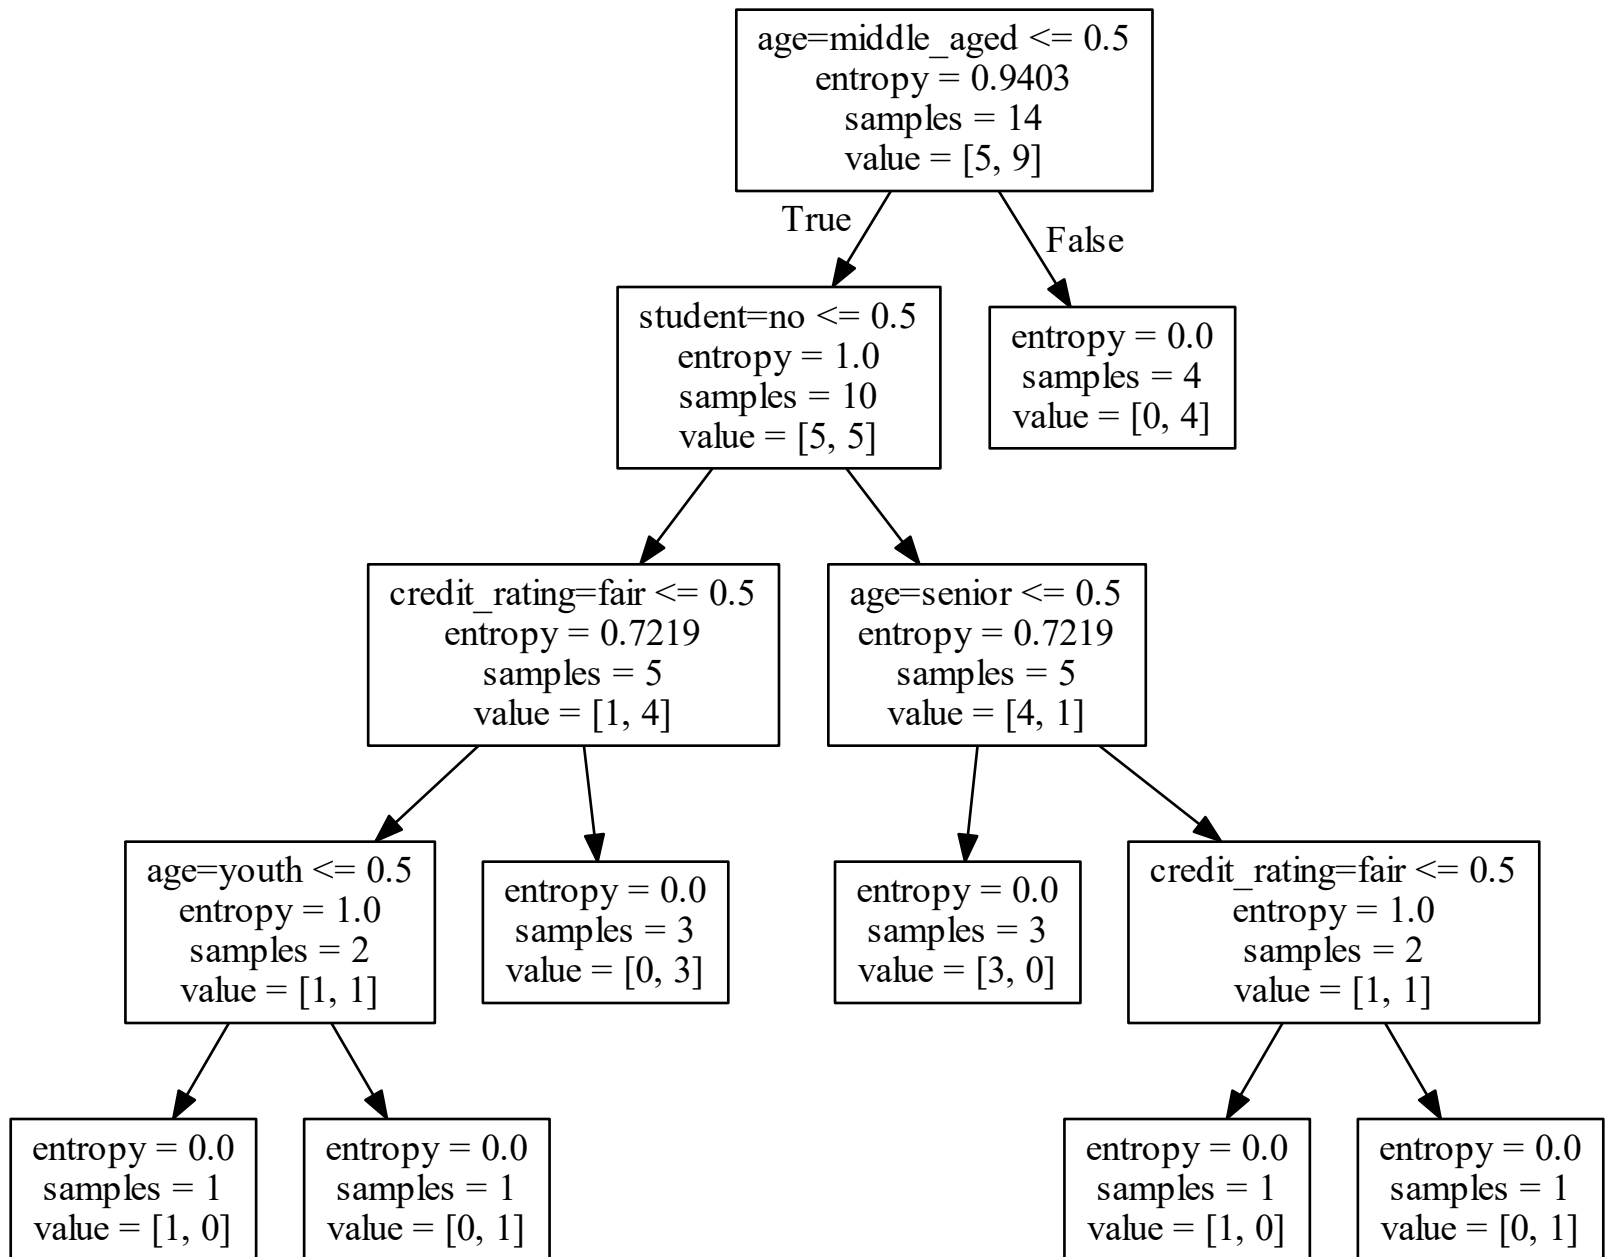 age=middle_aged <= 0.5
entropy = 0.9403
samples = 14
value = [5, 9]
True
False
student=no <= 0.5
entropy = 1.0
samples = 10
value = [5, 5]
entropy = 0.0
samples = 4
value = [0, 4]
credit_rating=fair <= 0.5
entropy = 0.7219
samples = 5
value = [1, 4]
age=senior <= 0.5
entropy = 0.7219
samples = 5
value = [4, 1]
age=youth <= 0.5
entropy = 1.0
samples = 2
value = [1, 1]
entropy = 0.0
samples = 3
value = [0, 3]
entropy = 0.0
samples = 3
value = [3, 0]
credit_rating=fair <= 0.5
entropy = 1.0
samples = 2
value = [1, 1]
entropy = 0.0
samples = 1
value = [1, 0]
entropy = 0.0
samples = 1
value = [0, 1]
entropy = 0.0
samples = 1
value = [1, 0]
entropy = 0.0
samples = 1
value = [0, 1]